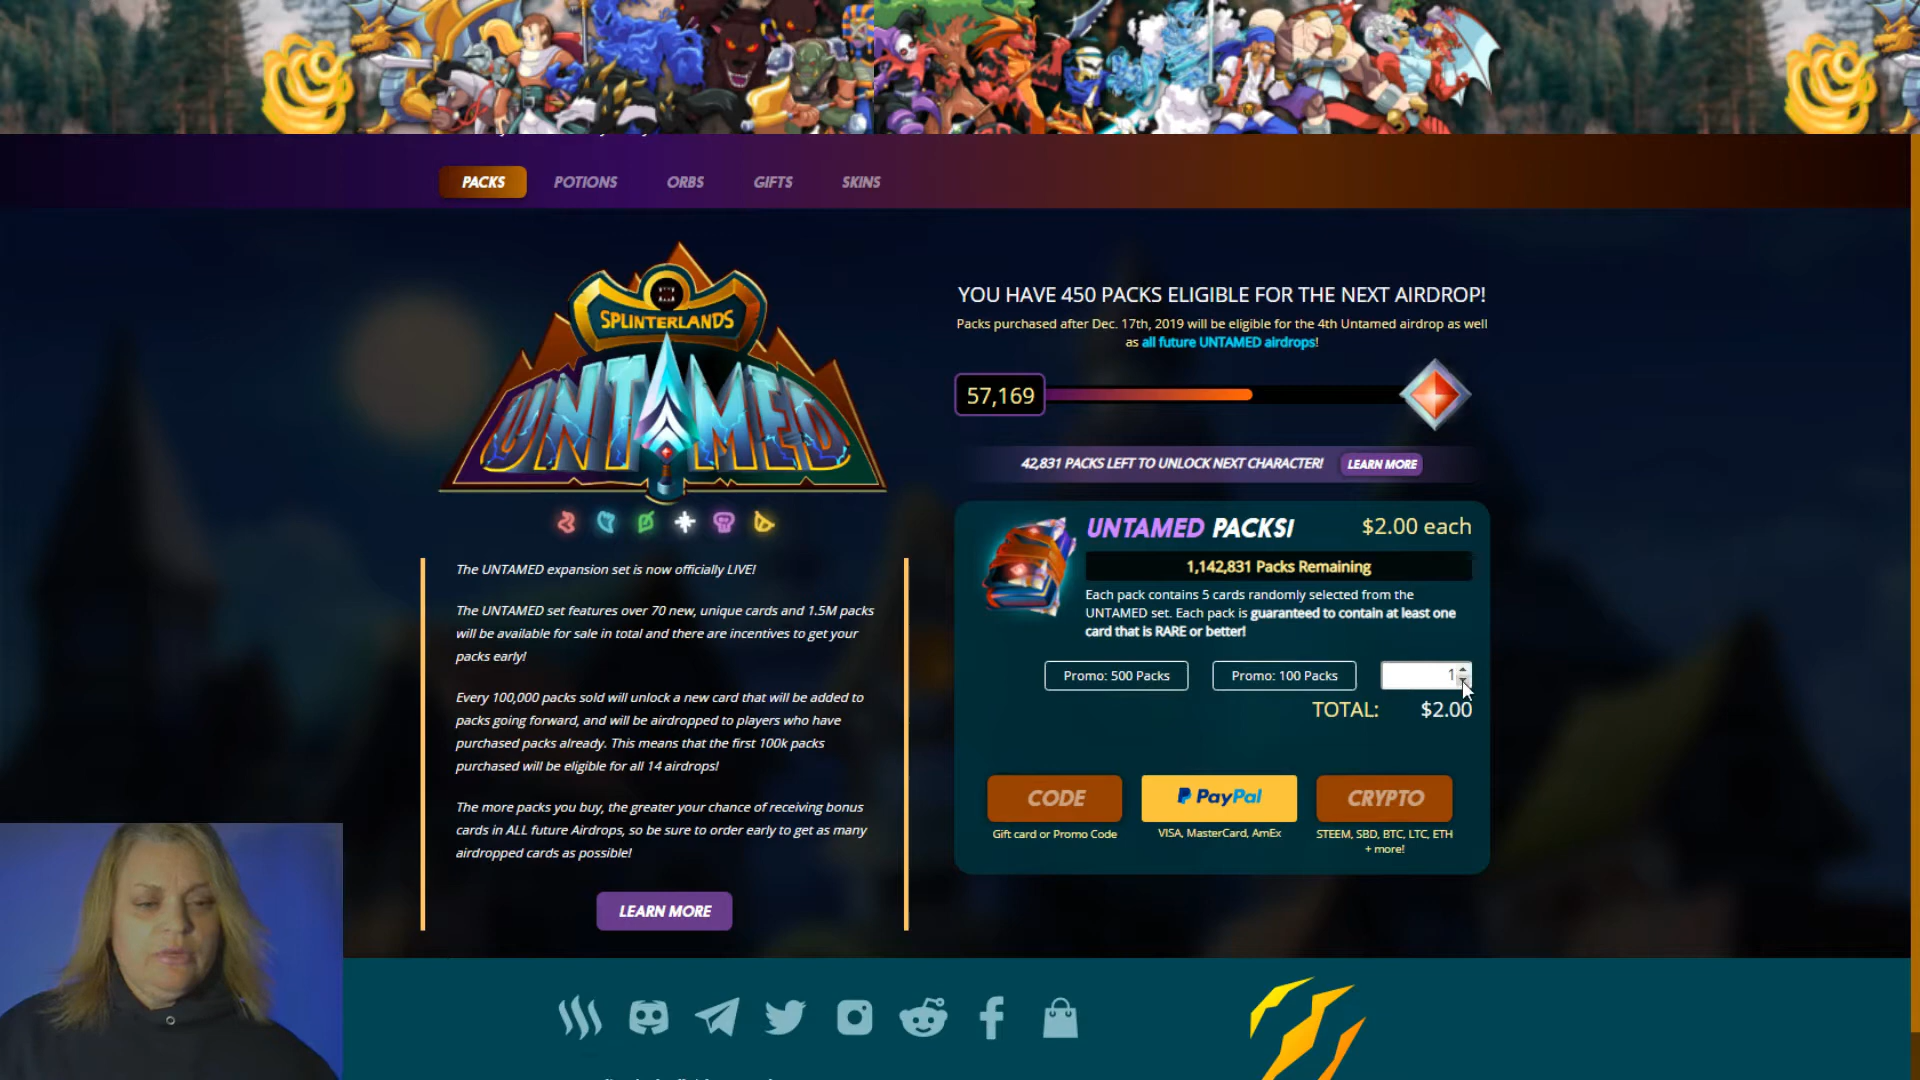 PACKS
POTIONS
ORBS
GIFTS
SKINS
SPLINTERLANDS
UNTAMED
YOU HAVE 450 PACKS ELIGIBLE FOR THE NEXT AIRDROP!
Packs purchased after Dec. 17th, 2019 will be eligible for the 4th Untamed airdrop as well
as all future UNTAMED airdrops!
57,169
42,831 PACKS LEFT TO UNLOCK NEXT CHARACTER!
LEARN MORE
UNTAMED PACKS!
$2.00 each
1,142,831 Packs Remaining
Each pack contains 5 cards randomly selected from the
UNTAMED set. Each pack is guaranteed to contain at least one
card that is RARE or better!
Promo: 500 Packs
Promo: 100 Packs
1
TOTAL: $2.00
CODE
Gift card or Promo Code
PayPal
VISA, MasterCard, AmEx
CRYPTO
STEEM, SBD, BTC, LTC, ETH
+ more!
The UNTAMED expansion set is now officially LIVE!
The UNTAMED set features over 70 new, unique cards and 1.5M packs
will be available for sale in total and there are incentives to get your
packs early!
Every 100,000 packs sold will unlock a new card that will be added to
packs going forward, and will be airdropped to players who have
purchased packs already. This means that the first 100k packs
purchased will be eligible for all 14 airdrops!
The more packs you buy, the greater your chance of receiving bonus
cards in ALL future Airdrops, so be sure to order early to get as many
airdropped cards as possible!
LEARN MORE